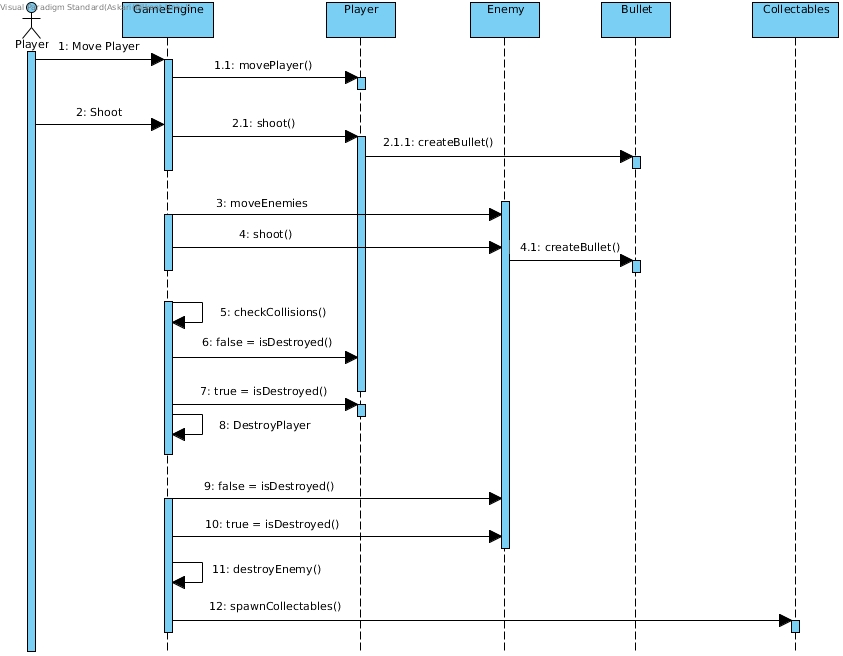 Visual Paradigm Standard(Askar
GameEngine
Player
Enemy
Bullet
Collectables
Player
1: Move Player
1.1: movePlayer()
2: Shoot
2.1: shoot()
2.1.1: createBullet()
3: moveEnemies
4: shoot()
4.1: createBullet()
5: checkCollisions()
6: false = isDestroyed()
7: true = isDestroyed()
8: DestroyPlayer
9: false = isDestroyed()
10: true = isDestroyed()
11: destroyEnemy()
12: spawnCollectables()